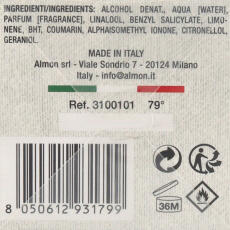 INGREDIENTI/INGREDIENTS: ALCOHOL DENAT., AQUA [WATER],
PARFUM [FRAGRANCE], LINALOOL, BENZYL SALICYLATE, LIMO-
NENE, BHT, COUMARIN, ALPHAISOMETHYL IONONE, CITRONELLOL,
GERANIOL.
MADE IN ITALY
Almon srl - Viale Sondrio 7 - 20124 Milano
Italy - info@almon.it
Ref. 3100101 79°
36M
8 050612 931799